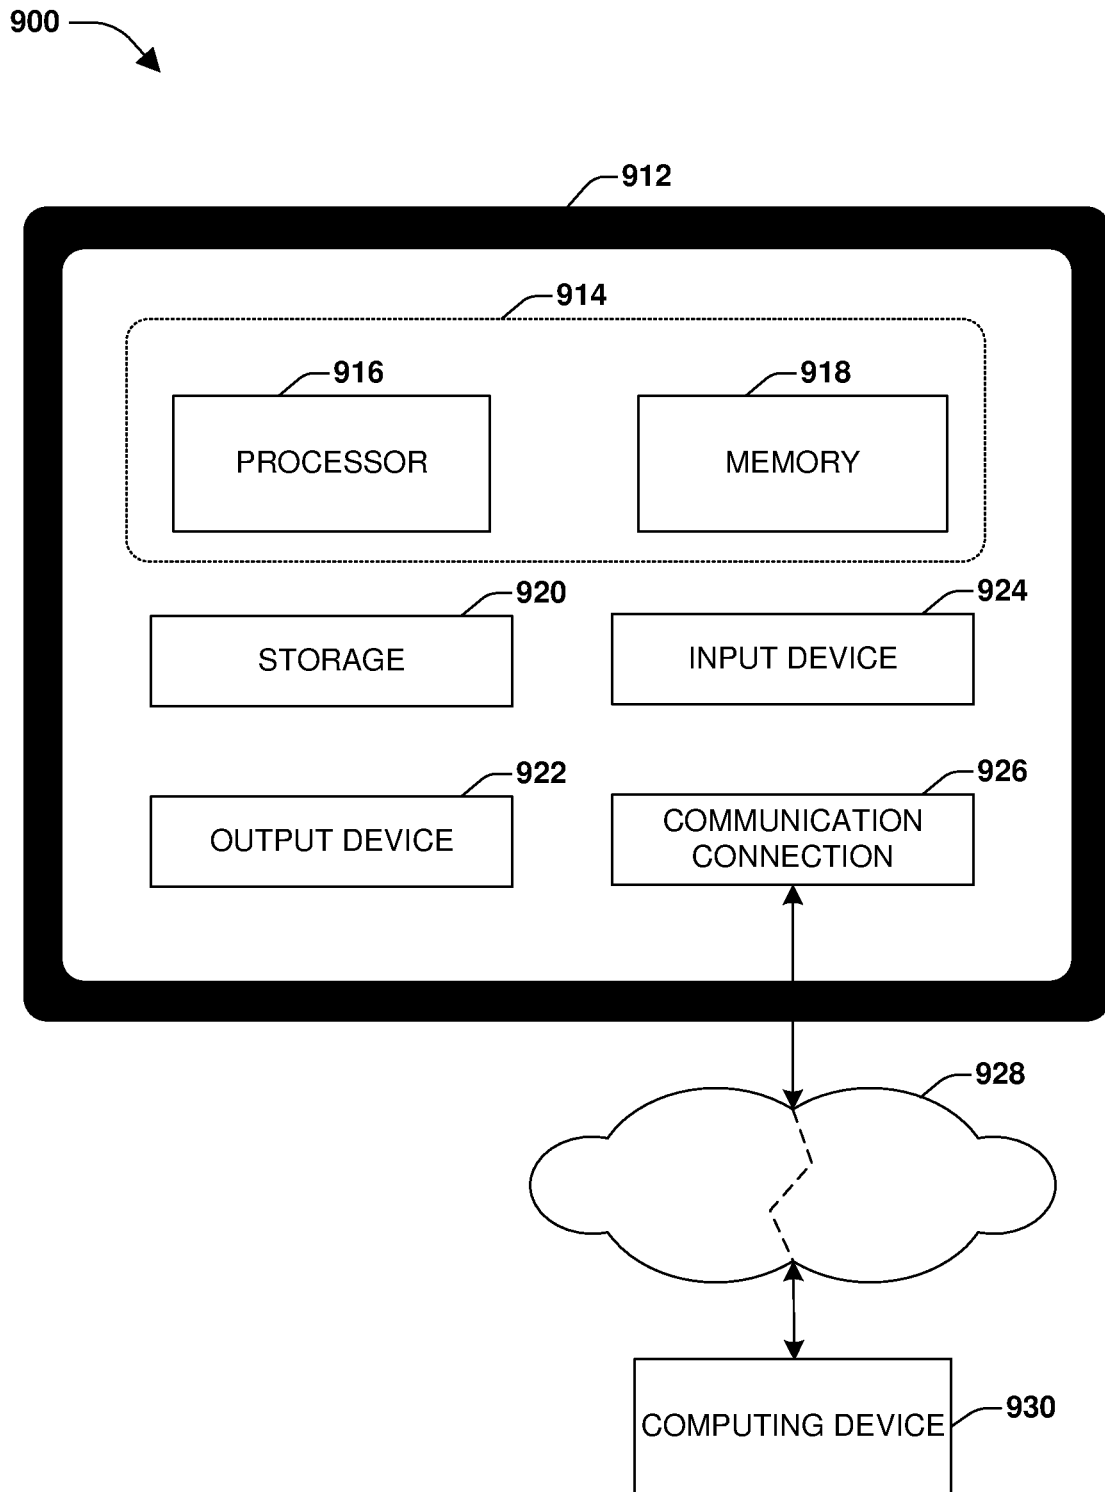 900
912
914
916
918
PROCESSOR
MEMORY
920
924
STORAGE
INPUT DEVICE
922
926
OUTPUT DEVICE
COMMUNICATION
CONNECTION
928
930
COMPUTING DEVICE